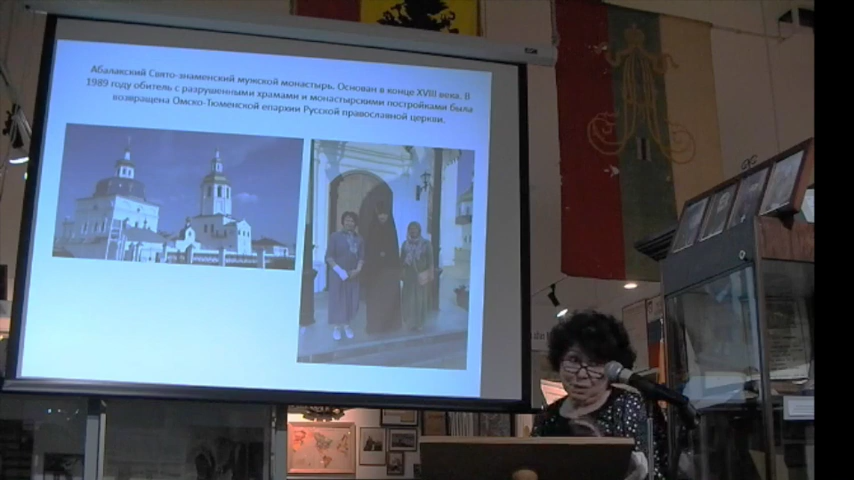 Абалакский Свято-знаменский мужской монастырь. Основан в конце XVIII века. В
1989 году обитель с разрушенными храмами и монастырскими постройками была
возвращена Омско-Тюменской епархии Русской православной церкви.